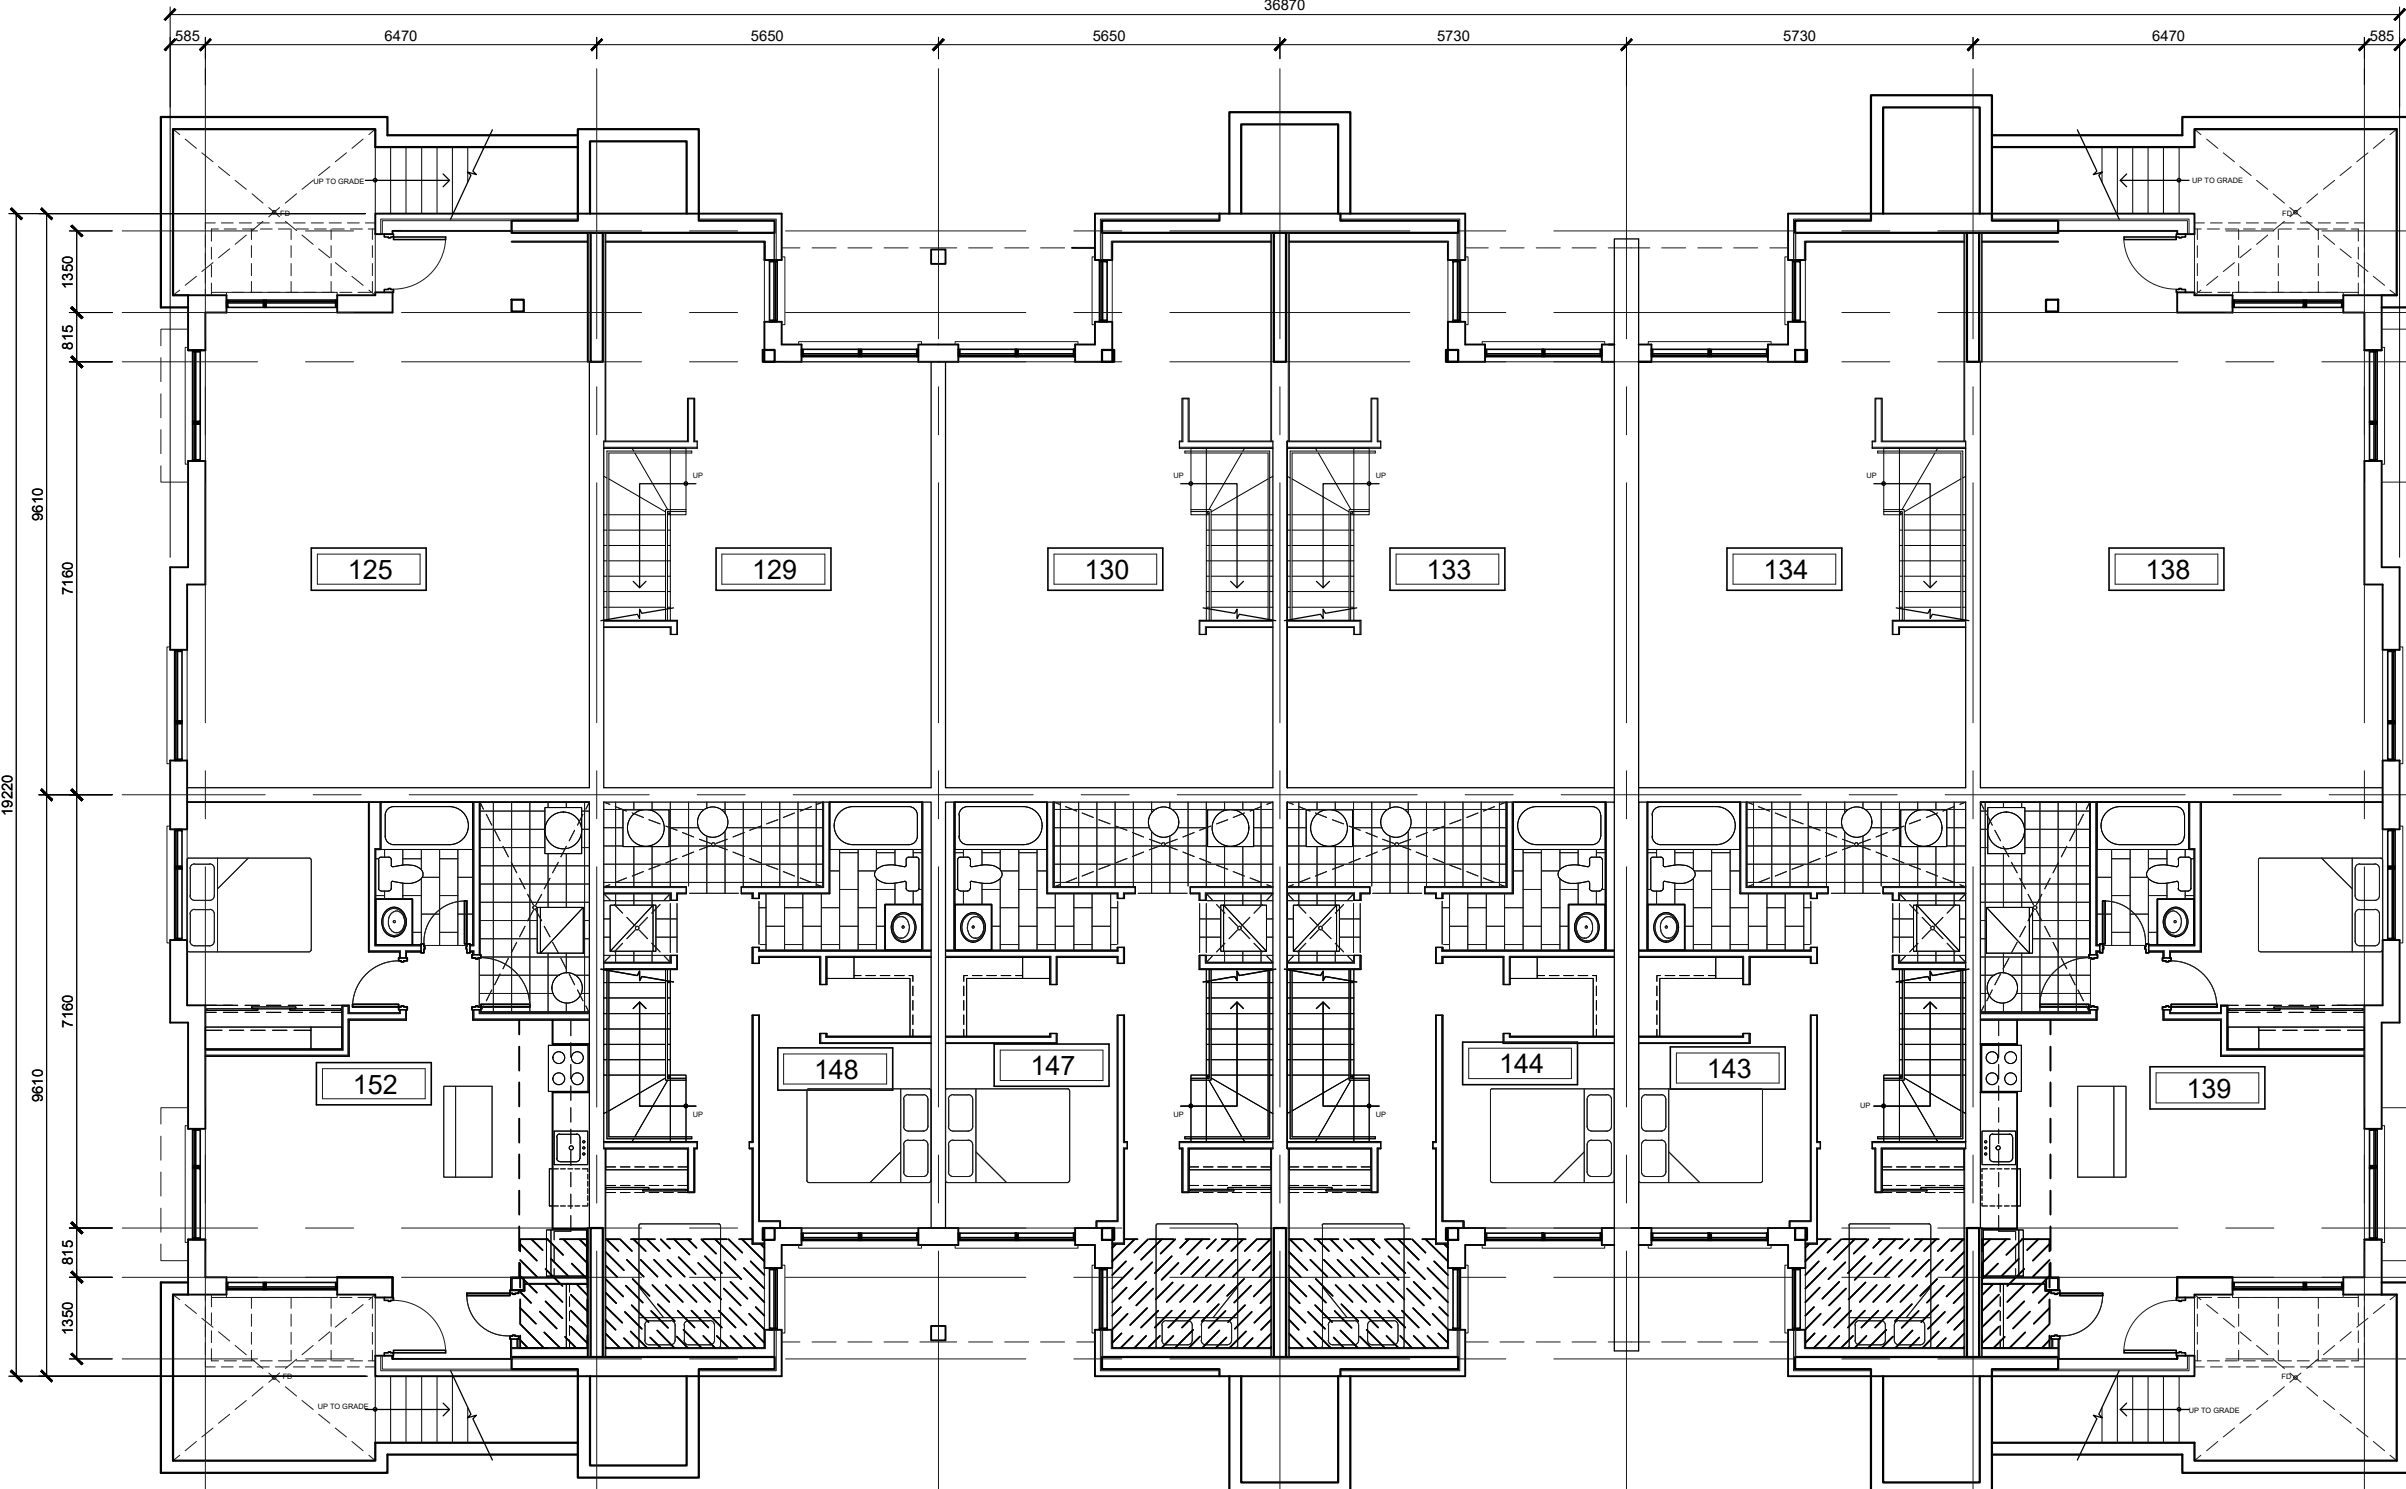 36870
585 6470 5650 5650 5730 5730 6470 585
UP TO GRADE UP TO GRADE
FD FD
1350
815
UP UP UP UP
9610
7160
125 129 130 133 134 138
19220
7160
9610
152 148 147 144 143 139
UP UP UP UP
815
1350
FD FD
UP TO GRADE UP TO GRADE